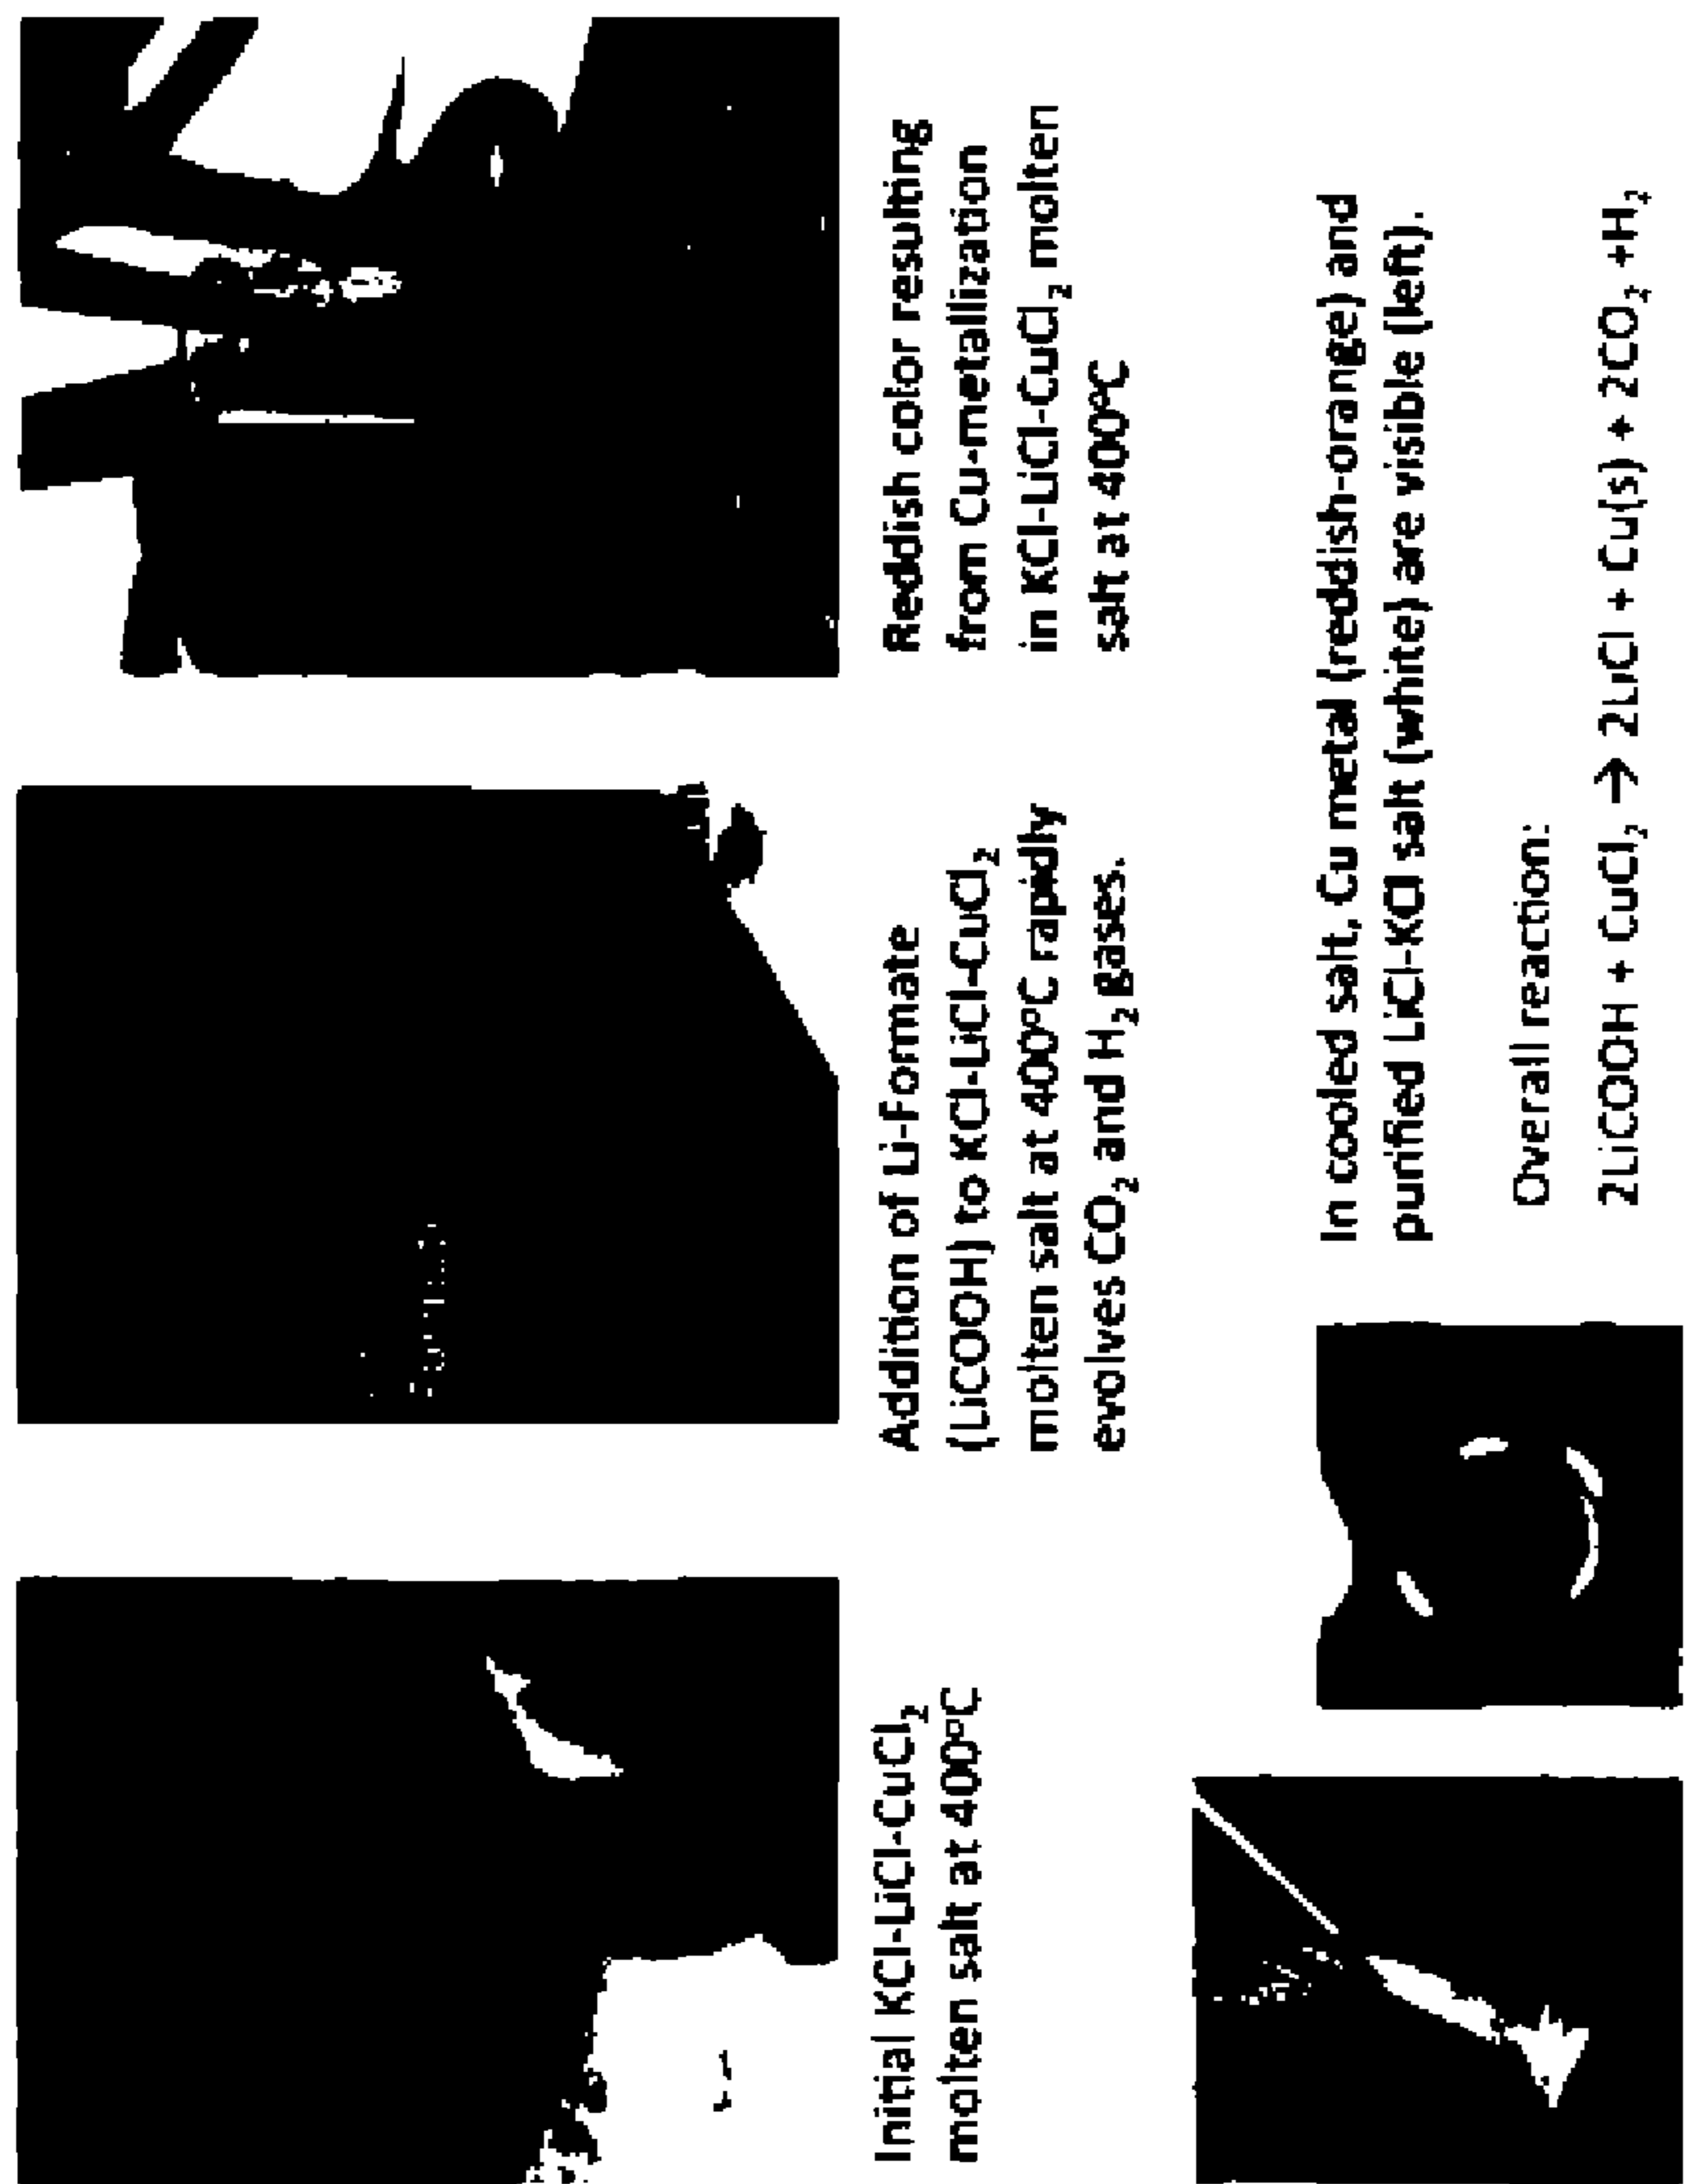 Initial KCl-LiCl-CuCl₂
molten salt at 400°C
Addition of Li-Formate
(LiCOOH) to KCl-LiCl-CuCl₂
molten salt at 400°C rapidly
evolves CO₂ and H₂ gases.
Reddish color resulting
from Cu-metallization
in KCl-LiCl-CuCl₂ molten
salt at 400°C
In cooled salt, Cu metal (reddish-orange) and
purified LiCl-KCl salt (white) are visible (left).
Overall reaction:
2LiCOOH + CuCl₂ → 2LiCl + Cu(s) + 2CO₂ +H₂